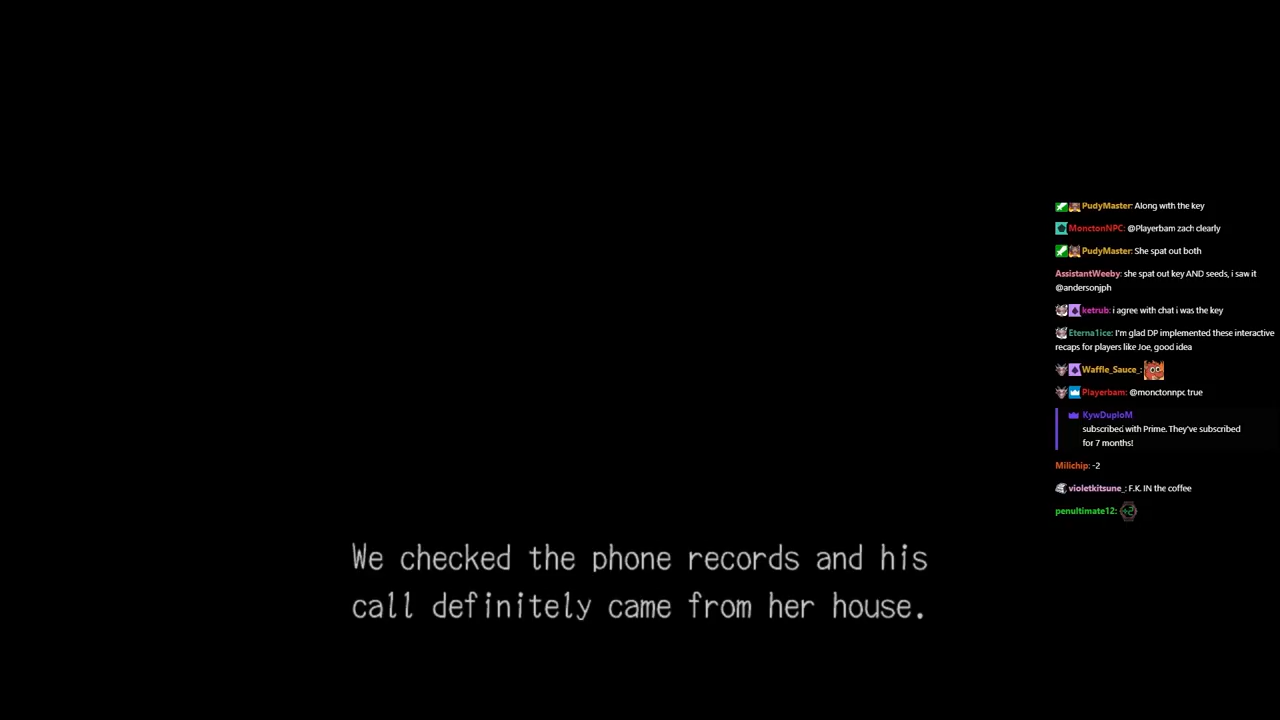 PudyMaster: Along with the key
MonctonNPC: @Playerbam zach clearly
PudyMaster: She spat out both
AssistantWeeby: she spat out key AND seeds, i saw it
@andersonjph
ketrub: i agree with chat i was the key
Eterna1ice: I'm glad DP implemented these interactive
recaps for players like Joe, good idea
Waffle_Sauce_:
Playerbam: @monctonnpc true
KywDuploM
subscribed with Prime. They've subscribed
for 7 months!
Milichip: -2
violetkitsune_: F.K. IN the coffee
penultimate12: +2
We checked the phone records and his
call definitely came from her house.